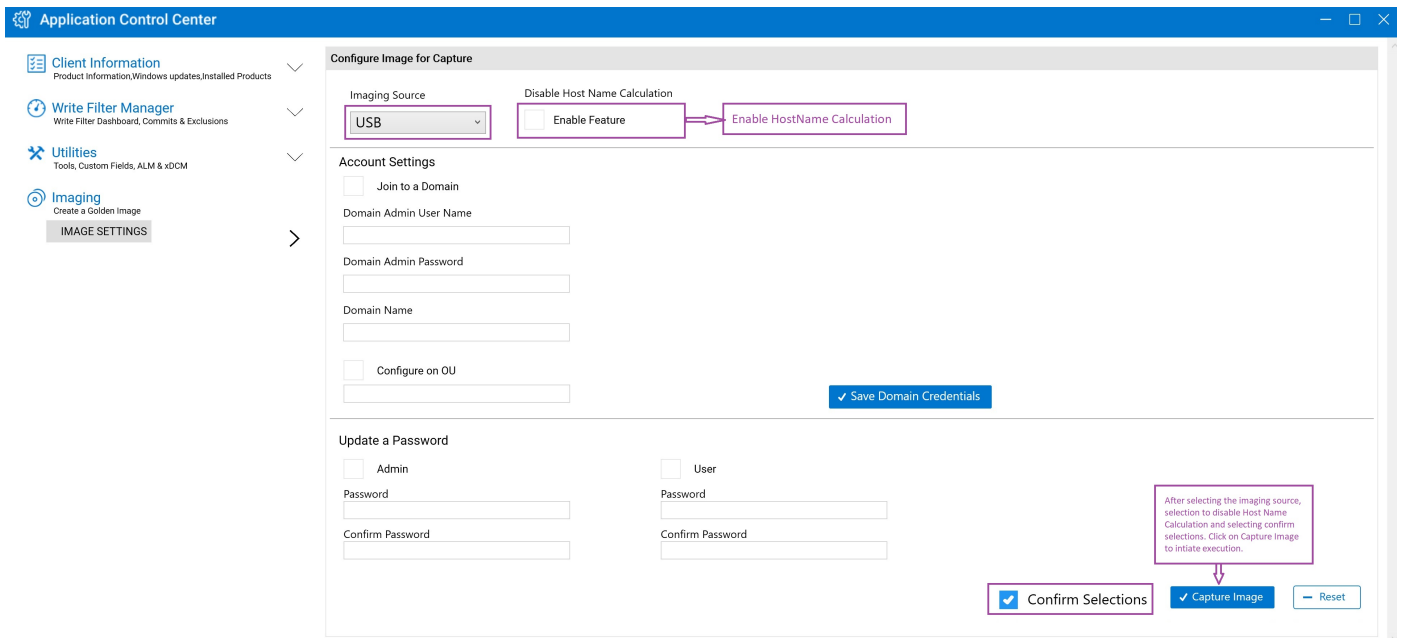 Application Control Center
Client Information
Product Information,Windows updates,Installed Products
Write Filter Manager
Write Filter Dashboard, Commits & Exclusions
Utilities
Tools, Custom Fields, ALM & xDCM
Imaging
Create a Golden Image
IMAGE SETTINGS
Configure Image for Capture
Imaging Source
USB
Disable Host Name Calculation
Enable Feature
Enable HostName Calculation
Account Settings
Join to a Domain
Domain Admin User Name
Domain Admin Password
Domain Name
Configure on OU
Save Domain Credentials
Update a Password
Admin
Password
Confirm Password
User
Password
Confirm Password
After selecting the imaging source,
selection to disable Host Name
Calculation and selecting confirm
selections. Click on Capture Image
to intiate execution.
Confirm Selections
Capture Image
Reset